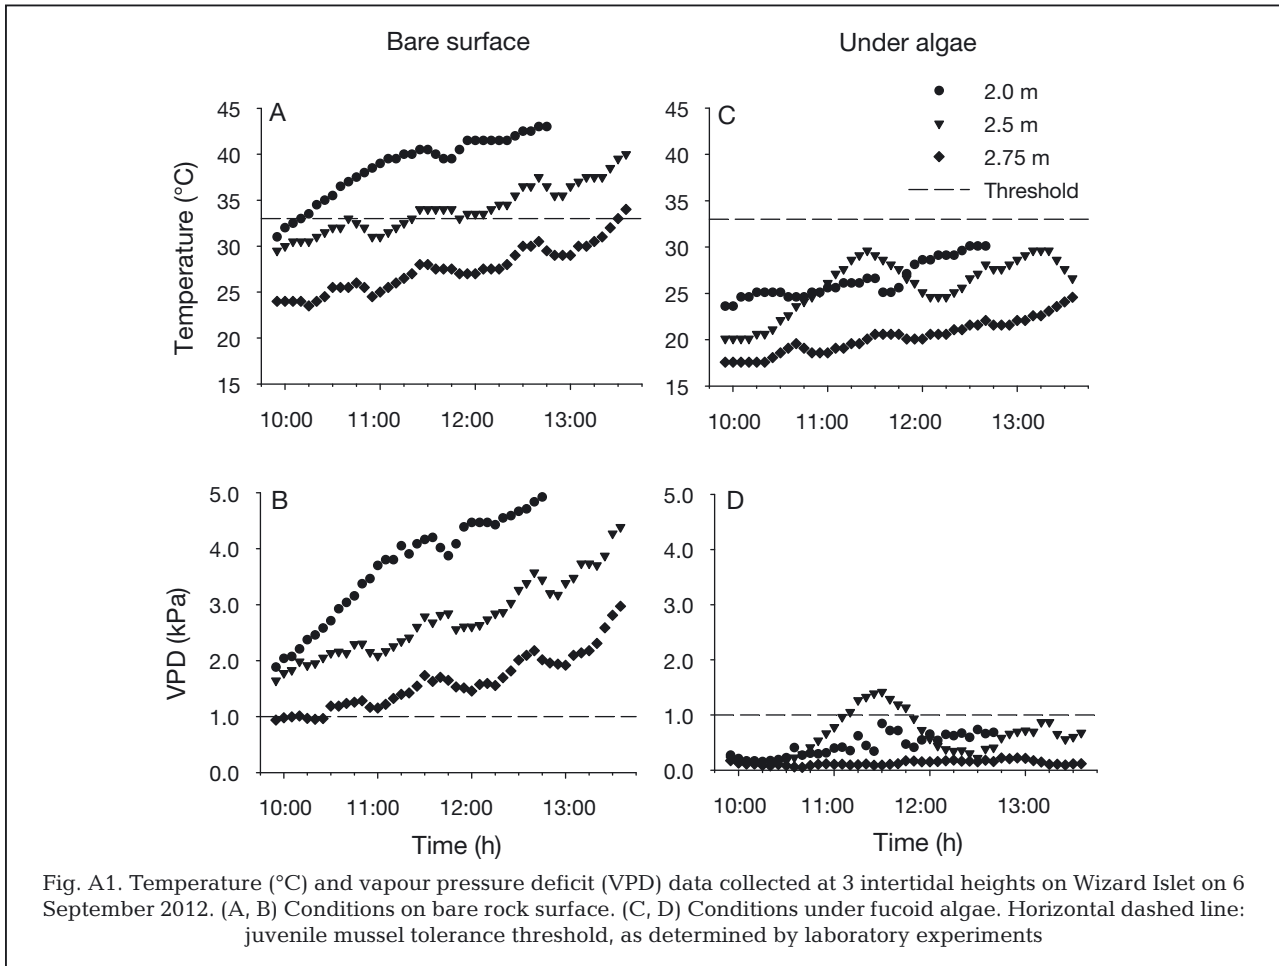 Bare surface
Under algae
2.0 m
2.5 m
2.75 m
Threshold
A
45
40
35
30
25
20
15
Temperature (°C)
10:00 11:00 12:00 13:00
C
45
40
35
30
25
20
15
10:00 11:00 12:00 13:00
B
5.0
4.0
3.0
2.0
1.0
0.0
VPD (kPa)
10:00 11:00 12:00 13:00
Time (h)
D
5.0
4.0
3.0
2.0
1.0
0.0
10:00 11:00 12:00 13:00
Time (h)
Fig. A1. Temperature (°C) and vapour pressure deficit (VPD) data collected at 3 intertidal heights on Wizard Islet on 6
September 2012. (A, B) Conditions on bare rock surface. (C, D) Conditions under fucoid algae. Horizontal dashed line:
juvenile mussel tolerance threshold, as determined by laboratory experiments